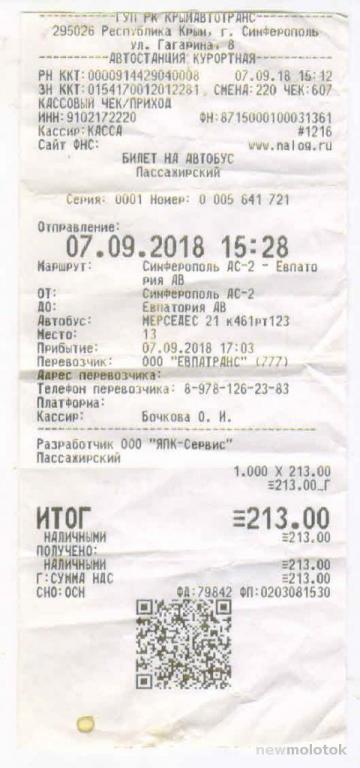 ГУП РК КРЫМАВТОТРАНС
295026 Республика Крым, г. Симферополь
ул. Гагарина, 8
АВТОСТАНЦИЯ КУРОРТНАЯ
РН ККТ: 0000914429040008 07.09.18 15:12
ЗН ККТ: 0154170012012281 СМЕНА: 220 ЧЕК: 607
КАССОВЫЙ ЧЕК/ПРИХОД
ИНН: 9102172220 ФН: 8715000100031361
Кассир: КАССА #1216
Сайт ФНС: www.nalog.ru
БИЛЕТ НА АВТОБУС
Пассажирский
Серия: 0001 Номер: 0 005 641 721
Отправление:
07.09.2018 15:28
Маршрут: Симферополь АС-2 - Евпато
рия АВ
ОТ: Симферополь АС-2
ДО: Евпатория АВ
Автобус: МЕРСЕДЕС 21 к461рт123
Место: 13
Прибытие: 07.09.2018 17:03
Перевозчик: ООО "ЕВПАТРАНС" (777)
Адрес перевозчика:
Телефон перевозчика: 8-978-126-23-83
Платформа:
Кассир: Бочкова О. И.
Разработчик ООО "ЯПК-Сервис"
Пассажирский
1.000 X 213.00
≡213.00_Г
ИТОГ ≡213.00
НАЛИЧНЫМИ ≡213.00
ПОЛУЧЕНО:
НАЛИЧНЫМИ ≡213.00
Г:СУММА НДС ≡213.00
СНО:ОСН ФД:79842 ФП:0203081530
newmolotok